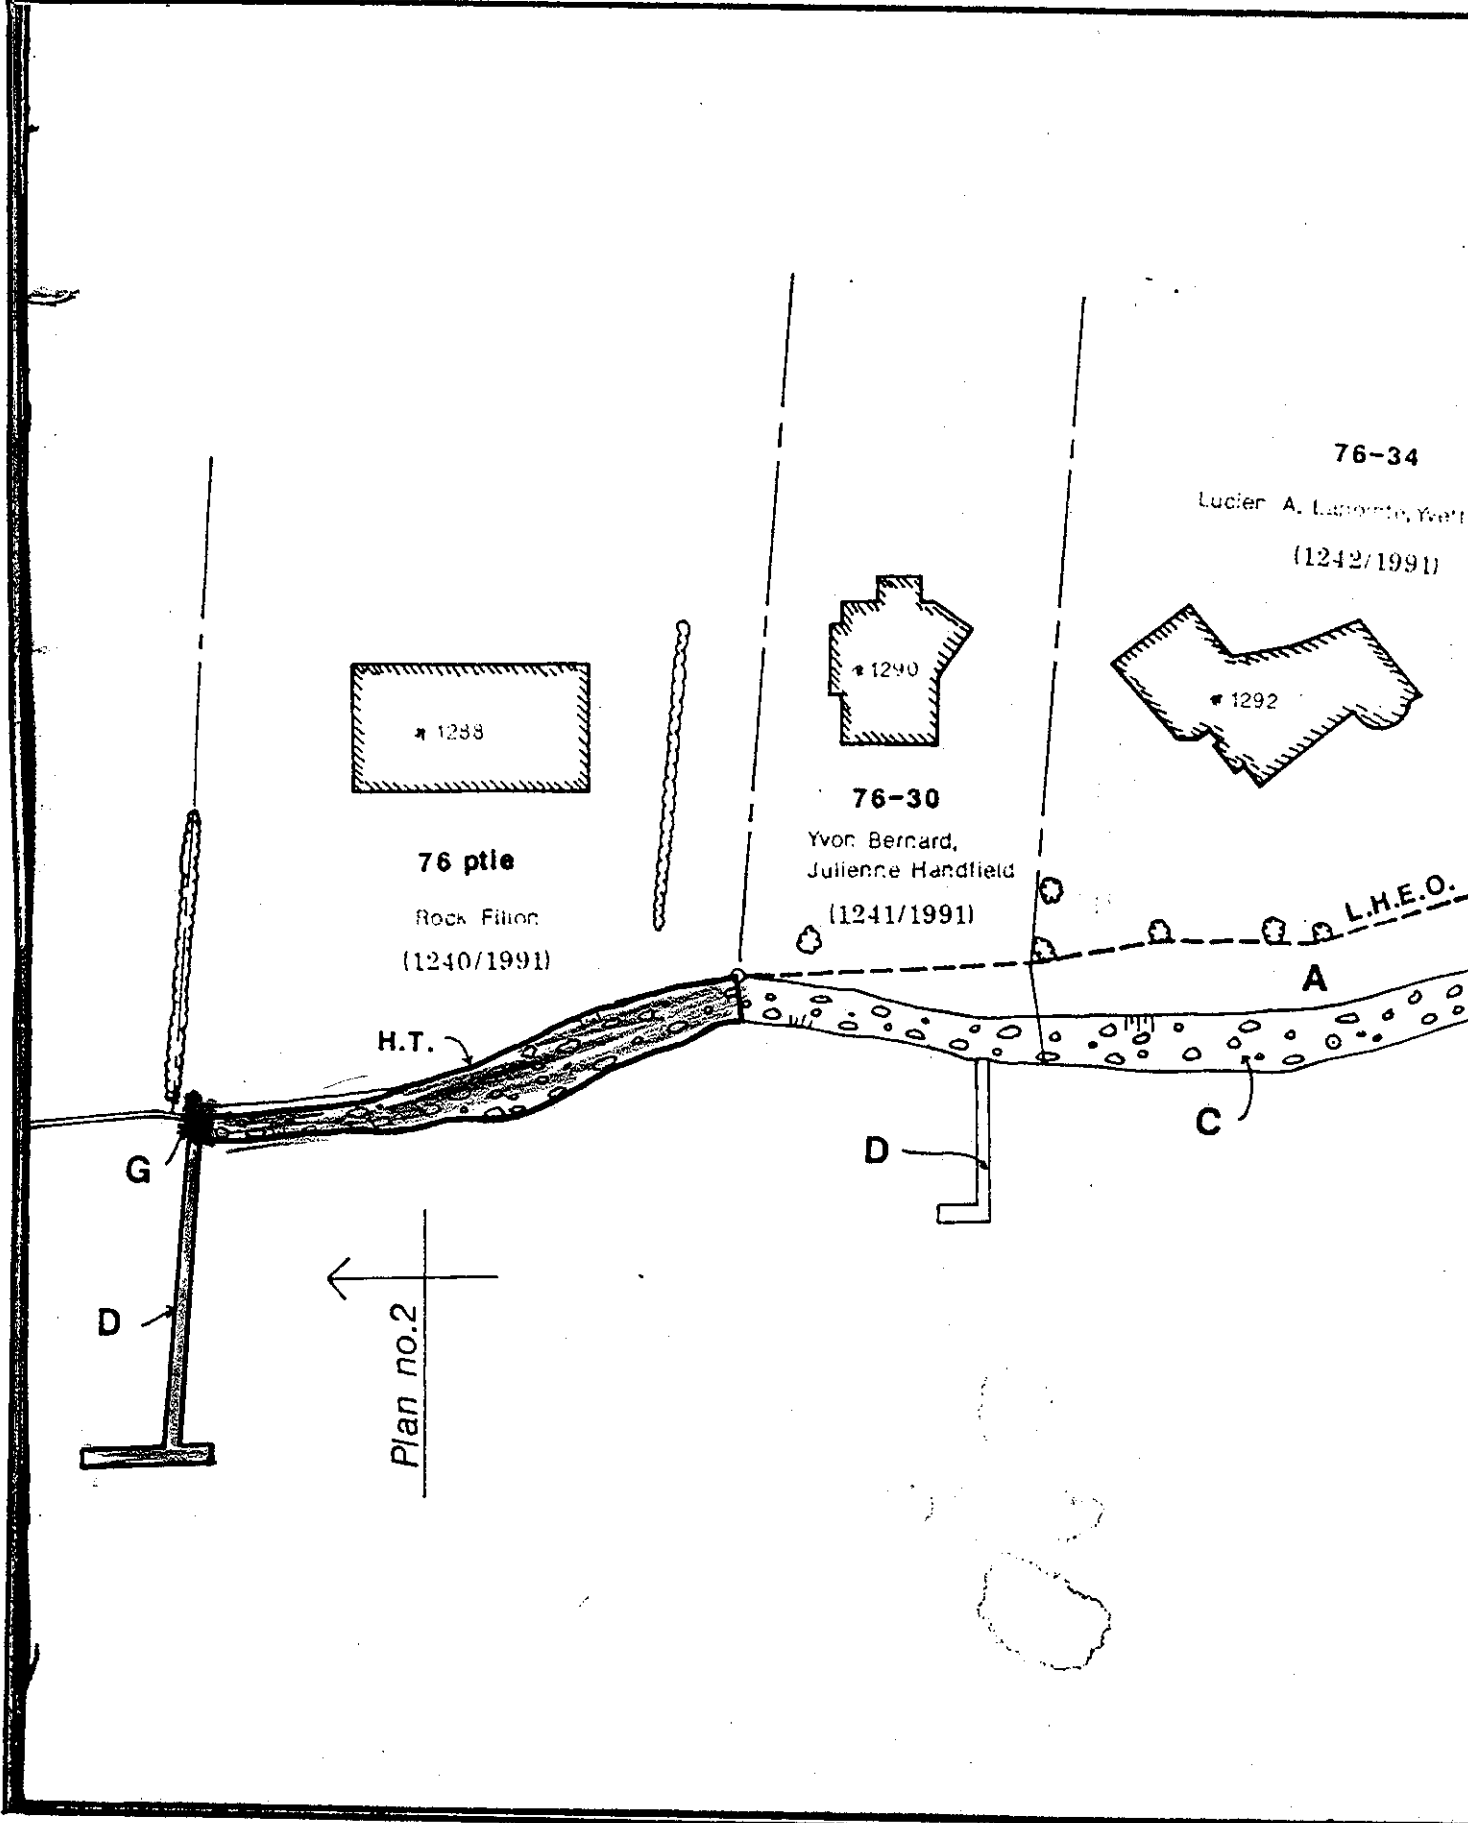 76-34
Lucien A.
(1242/1991)
1290
1292
1288
76-30
Yvon Bernard,
Julienne Handfield
(1241/1991)
76 ptie
Rock Filion
(1240/1991)
L.H.E.O.
A
H.T.
C
D
G
D
Plan no.2